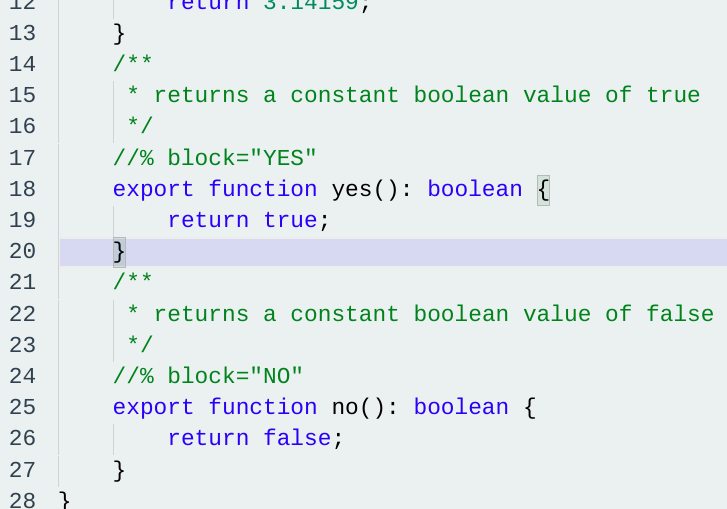 12        return 3.14159;
13    }
14    /**
15     * returns a constant boolean value of true
16     */
17    //% block="YES"
18    export function yes(): boolean {
19        return true;
20    }
21    /**
22     * returns a constant boolean value of false
23     */
24    //% block="NO"
25    export function no(): boolean {
26        return false;
27    }
28 }